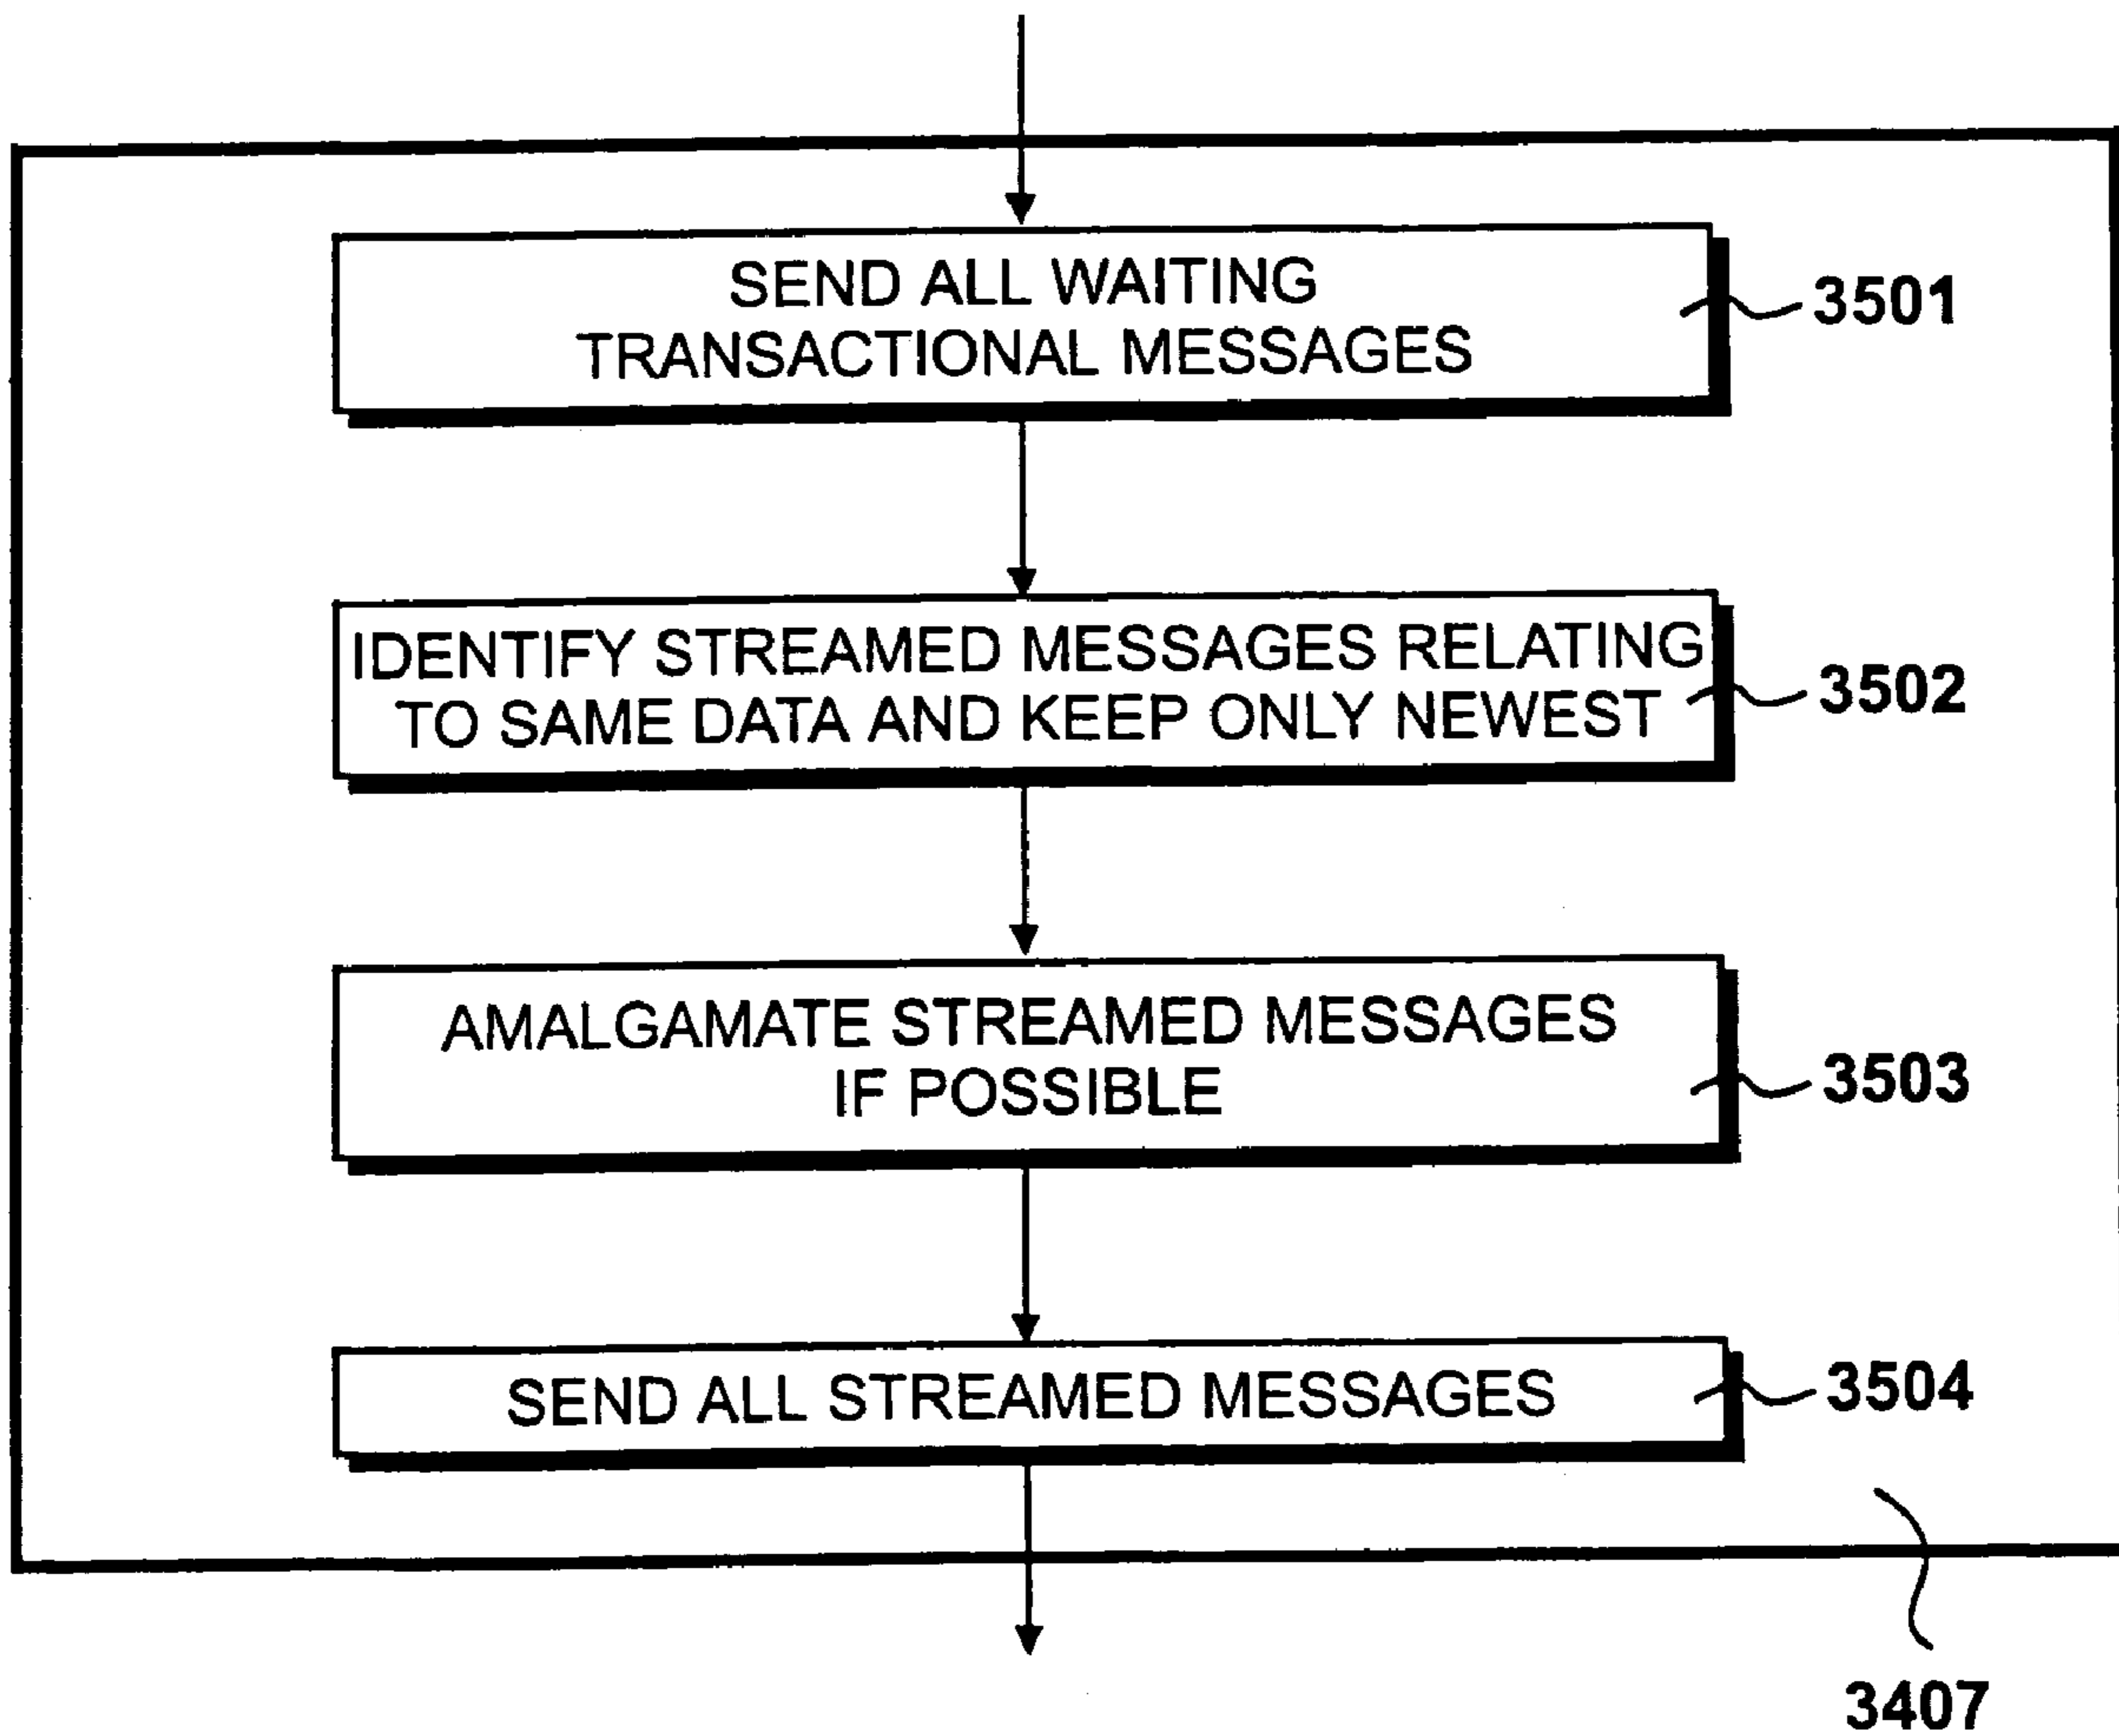 SEND ALL WAITING
TRANSACTIONAL MESSAGES
3501
IDENTIFY STREAMED MESSAGES RELATING
TO SAME DATA AND KEEP ONLY NEWEST
3502
AMALGAMATE STREAMED MESSAGES
IF POSSIBLE
3503
SEND ALL STREAMED MESSAGES
3504
3407